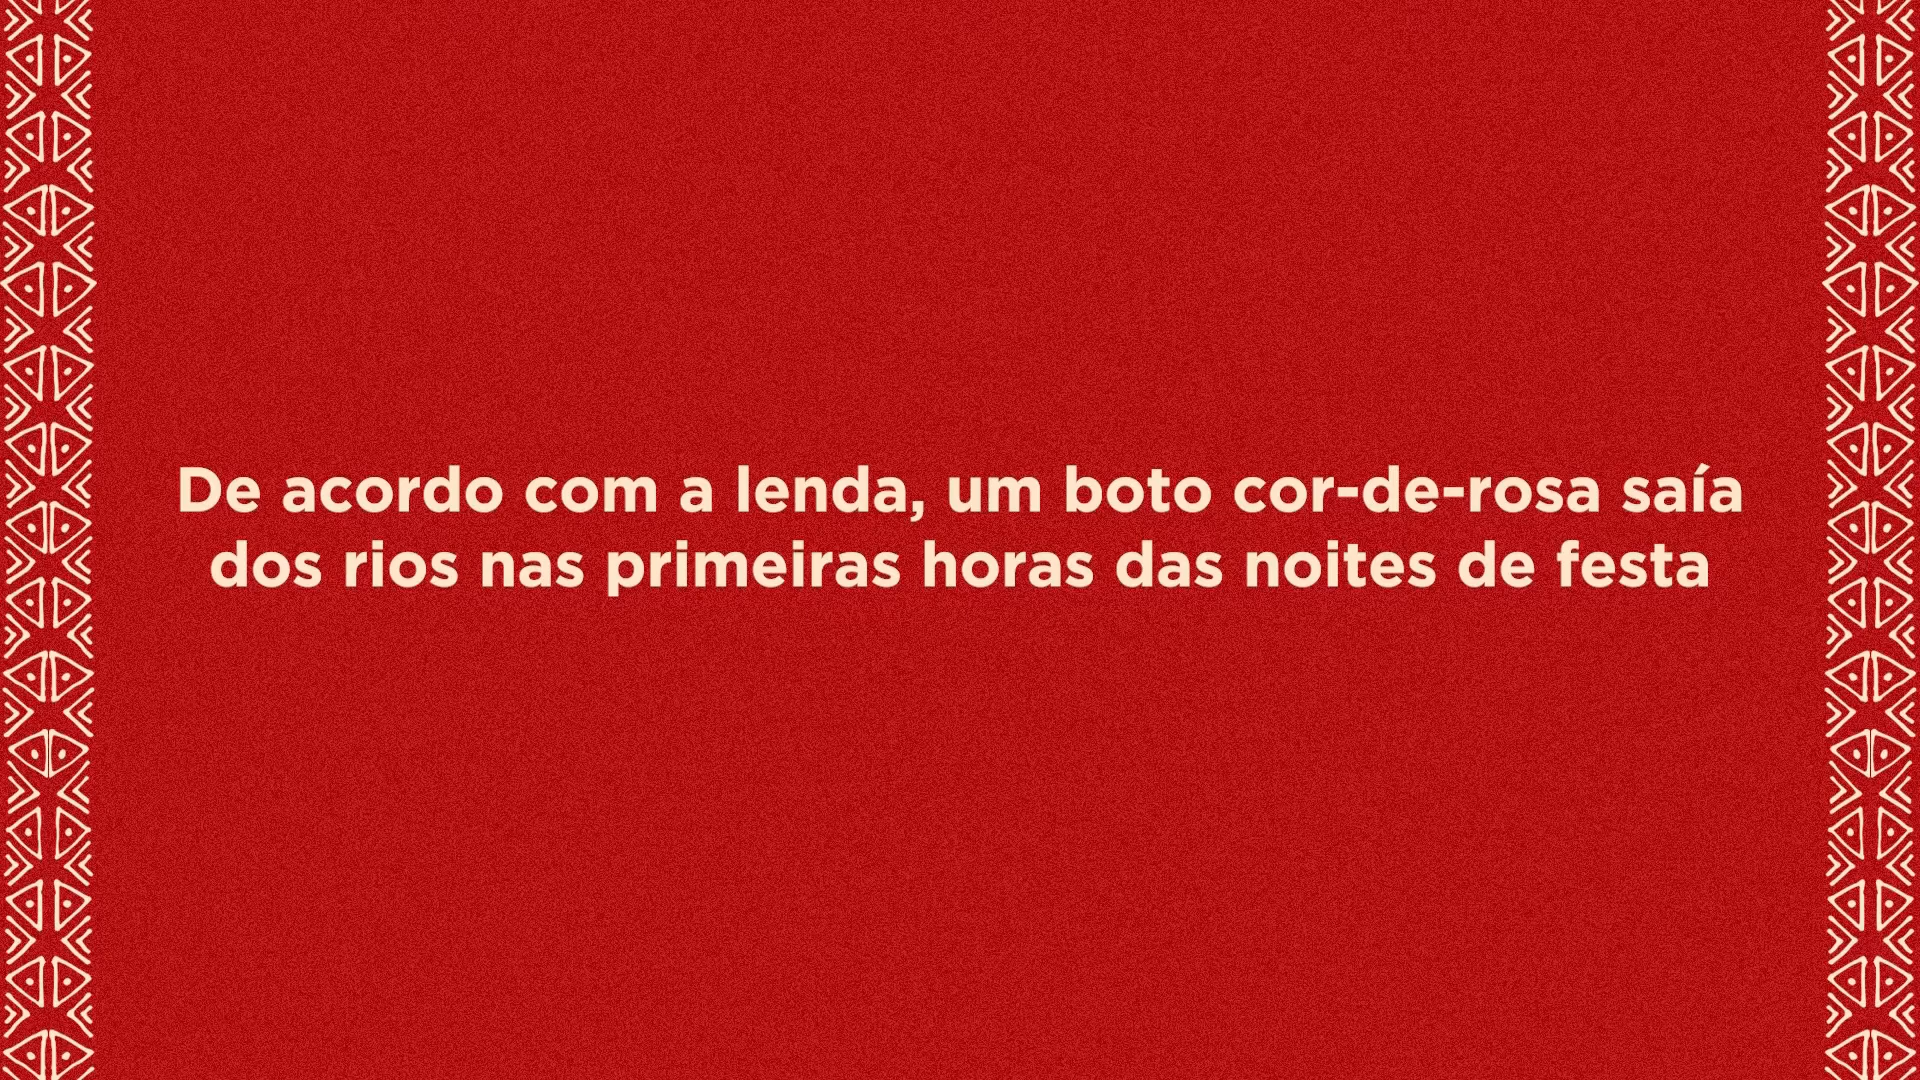 De acordo com a lenda, um boto cor-de-rosa saía
dos rios nas primeiras horas das noites de festa